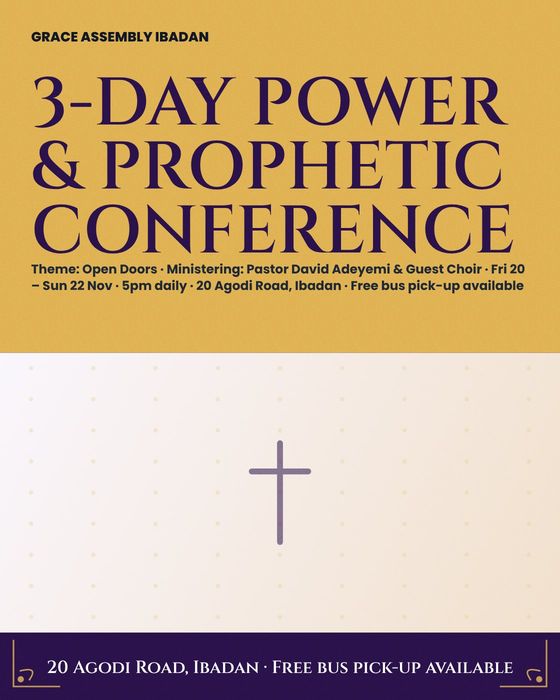 GRACE ASSEMBLY IBADAN
3-DAY POWER
& PROPHETIC
CONFERENCE
Theme: Open Doors · Ministering: Pastor David Adeyemi & Guest Choir · Fri 20
– Sun 22 Nov · 5pm daily · 20 Agodi Road, Ibadan · Free bus pick-up available
20 Agodi Road, Ibadan · Free bus pick-up available